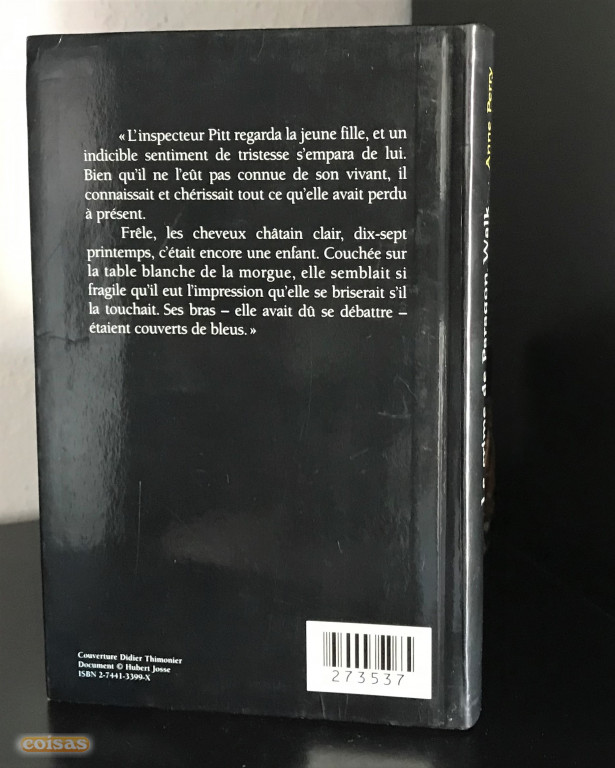 « L'inspecteur Pitt regarda la jeune fille, et un
indicible sentiment de tristesse s'empara de lui.
Bien qu'il ne l'eût pas connue de son vivant, il
connaissait et chérissait tout ce qu'elle avait perdu
à présent.
Frêle, les cheveux châtain clair, dix-sept
printemps, c'était encore une enfant. Couchée sur
la table blanche de la morgue, elle semblait si
fragile qu'il eut l'impression qu'elle se briserait s'il
la touchait. Ses bras – elle avait dû se débattre –
étaient couverts de bleus. »
Le crime de Paragon Walk Anne Perry
Couverture Didier Thimonier
Document © Hubert Josse
ISBN 2-7441-3399-X
273537
coisas